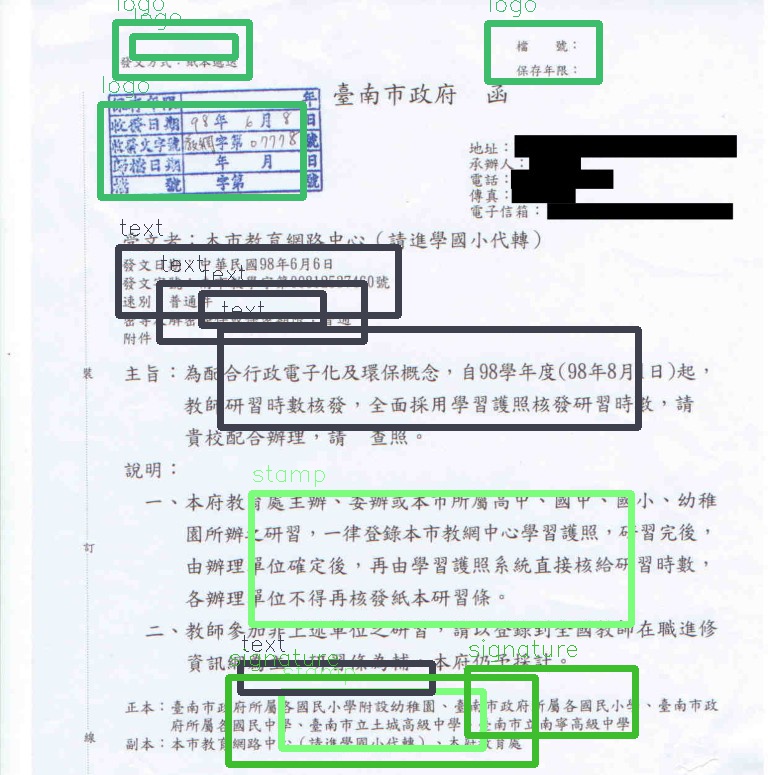 logo
logo
logo
檔 號：
保存年限：
發文方式：紙本遞送
logo
臺南市政府 函
保存年限 年
收發日期 98年 6月 8日
收發文字號 教網字第 07778號
歸檔日期 年 月 日
檔 號 字第 號
地址：
承辦人：
電話：
傳真：
電子信箱：
text
受文者：本市教育網路中心（請進學國小代轉）
text
text
發文日期：中華民國98年6月6日
發文字號：
速別：普通件
text
附件
裝
主旨：為配合行政電子化及環保概念，自98學年度(98年8月1日)起，
教師研習時數核發，全面採用學習護照核發研習時數，請
貴校配合辦理，請 查照。
說明：
stamp
一、本府教育處主辦、委辦或本市所屬高中、國中、國小、幼稚
園所辦之研習，一律登錄本市教網中心學習護照，研習完後，
訂
由辦理單位確定後，再由學習護照系統直接核給研習時數，
各辦理單位不得再核發紙本研習條。
二、教師參加非上述單位之研習，請以登錄到全國教師在職進修
text
signature
signature
資訊網為主，研習條為輔，本府仍予採計。
stamp
正本：臺南市政府所屬各國民小學附設幼稚園、臺南市政府所屬各國民小學、臺南市政
府所屬各國民中學、臺南市立土城高級中學、臺南市立南寧高級中學
線
副本：本市教育網路中心（請進學國小代轉）、本府教育處